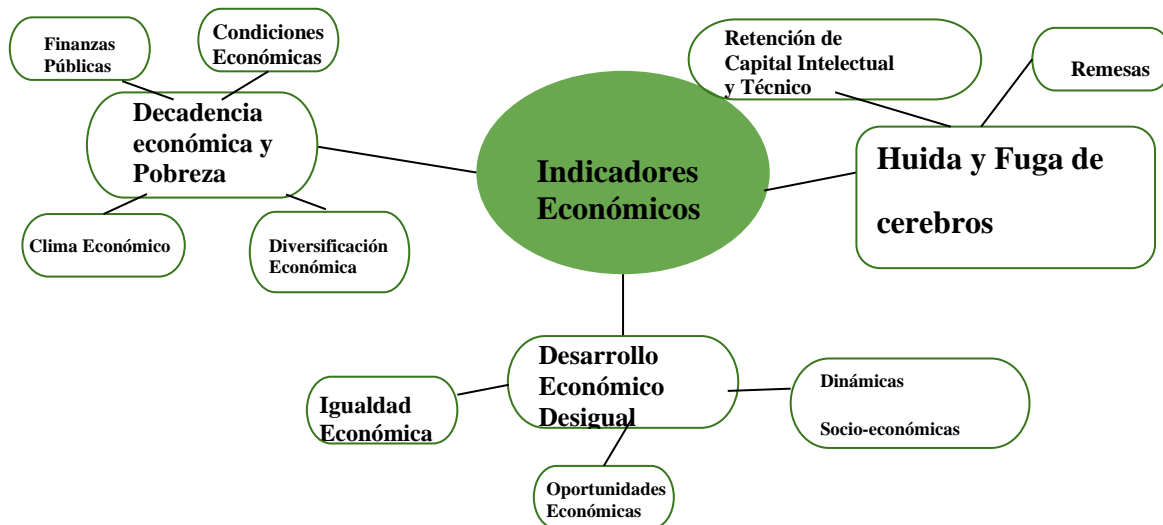 Finanzas
Públicas
Condiciones
Económicas
Decadencia
económica y
Pobreza
Clima Económico
Diversificación
Económica
Indicadores
Económicos
Retención de
Capital Intelectual
y Técnico
Remesas
Huida y Fuga de
cerebros
Desarrollo
Económico
Desigual
Igualdad
Económica
Oportunidades
Económicas
Dinámicas
Socio-económicas